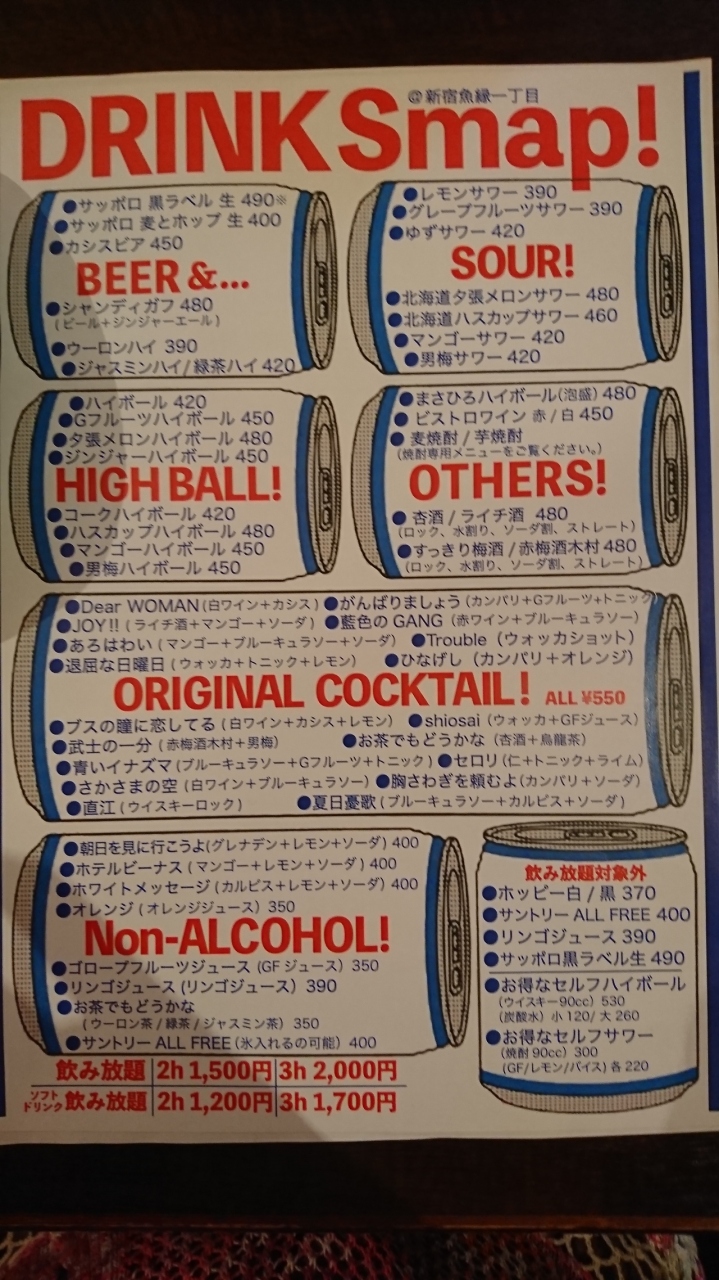 @新宿魚縁一丁目
DRINK Smap!
●サッポロ 黒ラベル 生 490※
●サッポロ 麦とホップ 生 400
●カシスビア 450
BEER &...
●シャンディガフ 480
(ビール+ジンジャーエール)
●ウーロンハイ 390
●ジャスミンハイ/緑茶ハイ 420
●レモンサワー 390
●グレープフルーツサワー 390
●ゆずサワー 420
SOUR!
●北海道夕張メロンサワー 480
●北海道ハスカップサワー 460
●マンゴーサワー 420
●男梅サワー 420
●ハイボール 420
●Gフルーツハイボール 450
●夕張メロンハイボール 480
●ジンジャーハイボール 450
HIGH BALL!
●コークハイボール 420
●ハスカップハイボール 480
●マンゴーハイボール 450
●男梅ハイボール 450
●まさひろハイボール(泡盛) 480
●ビストロワイン 赤/白 450
●麦焼酎/芋焼酎
(焼酎専用メニューをご覧ください。)
OTHERS!
●杏酒/ライチ酒 480
(ロック、水割り、ソーダ割、ストレート)
●すっきり梅酒/赤梅酒木村 480
(ロック、水割り、ソーダ割、ストレート)
●Dear WOMAN(白ワイン+カシス) ●がんばりましょう(カンパリ+Gフルーツ+トニック)
●JOY!!(ライチ酒+マンゴー+ソーダ) ●藍色の GANG(赤ワイン+ブルーキュラソー)
●あろはわい(マンゴー+ブルーキュラソー+ソーダ) ●Trouble(ウォッカショット)
●退屈な日曜日(ウォッカ+トニック+レモン) ●ひなげし(カンパリ+オレンジ)
ORIGINAL COCKTAIL! ALL ¥550
●ブスの瞳に恋してる(白ワイン+カシス+レモン) ●shiosai(ウォッカ+GFジュース)
●武士の一分(赤梅酒木村+男梅) ●お茶でもどうかな(杏酒+烏龍茶)
●青いイナズマ(ブルーキュラソー+Gフルーツ+トニック) ●セロリ(仁+トニック+ライム)
●さかさまの空(白ワイン+ブルーキュラソー) ●胸さわぎを頼むよ(カンパリ+ソーダ)
●直江(ウイスキーロック) ●夏日憂歌(ブルーキュラソー+カルピス+ソーダ)
●朝日を見に行こうよ(グレナデン+レモン+ソーダ) 400
●ホテルビーナス(マンゴー+レモン+ソーダ) 400
●ホワイトメッセージ(カルピス+レモン+ソーダ) 400
●オレンジ(オレンジジュース) 350
Non-ALCOHOL!
●ゴロープフルーツジュース(GFジュース) 350
●リンゴジュース(リンゴジュース) 390
●お茶でもどうかな
(ウーロン茶/緑茶/ジャスミン茶) 350
●サントリー ALL FREE(氷入れるの可能) 400
飲み放題対象外
●ホッピー白/黒 370
●サントリー ALL FREE 400
●リンゴジュース 390
●サッポロ黒ラベル生 490
●お得なセルフハイボール
(ウイスキー90cc) 530
(炭酸水) 小120/大260
●お得なセルフサワー
(焼酎 90cc) 300
(GF/レモン/バイス) 各220
飲み放題 2h 1,500円 3h 2,000円
ソフトドリンク飲み放題 2h 1,200円 3h 1,700円